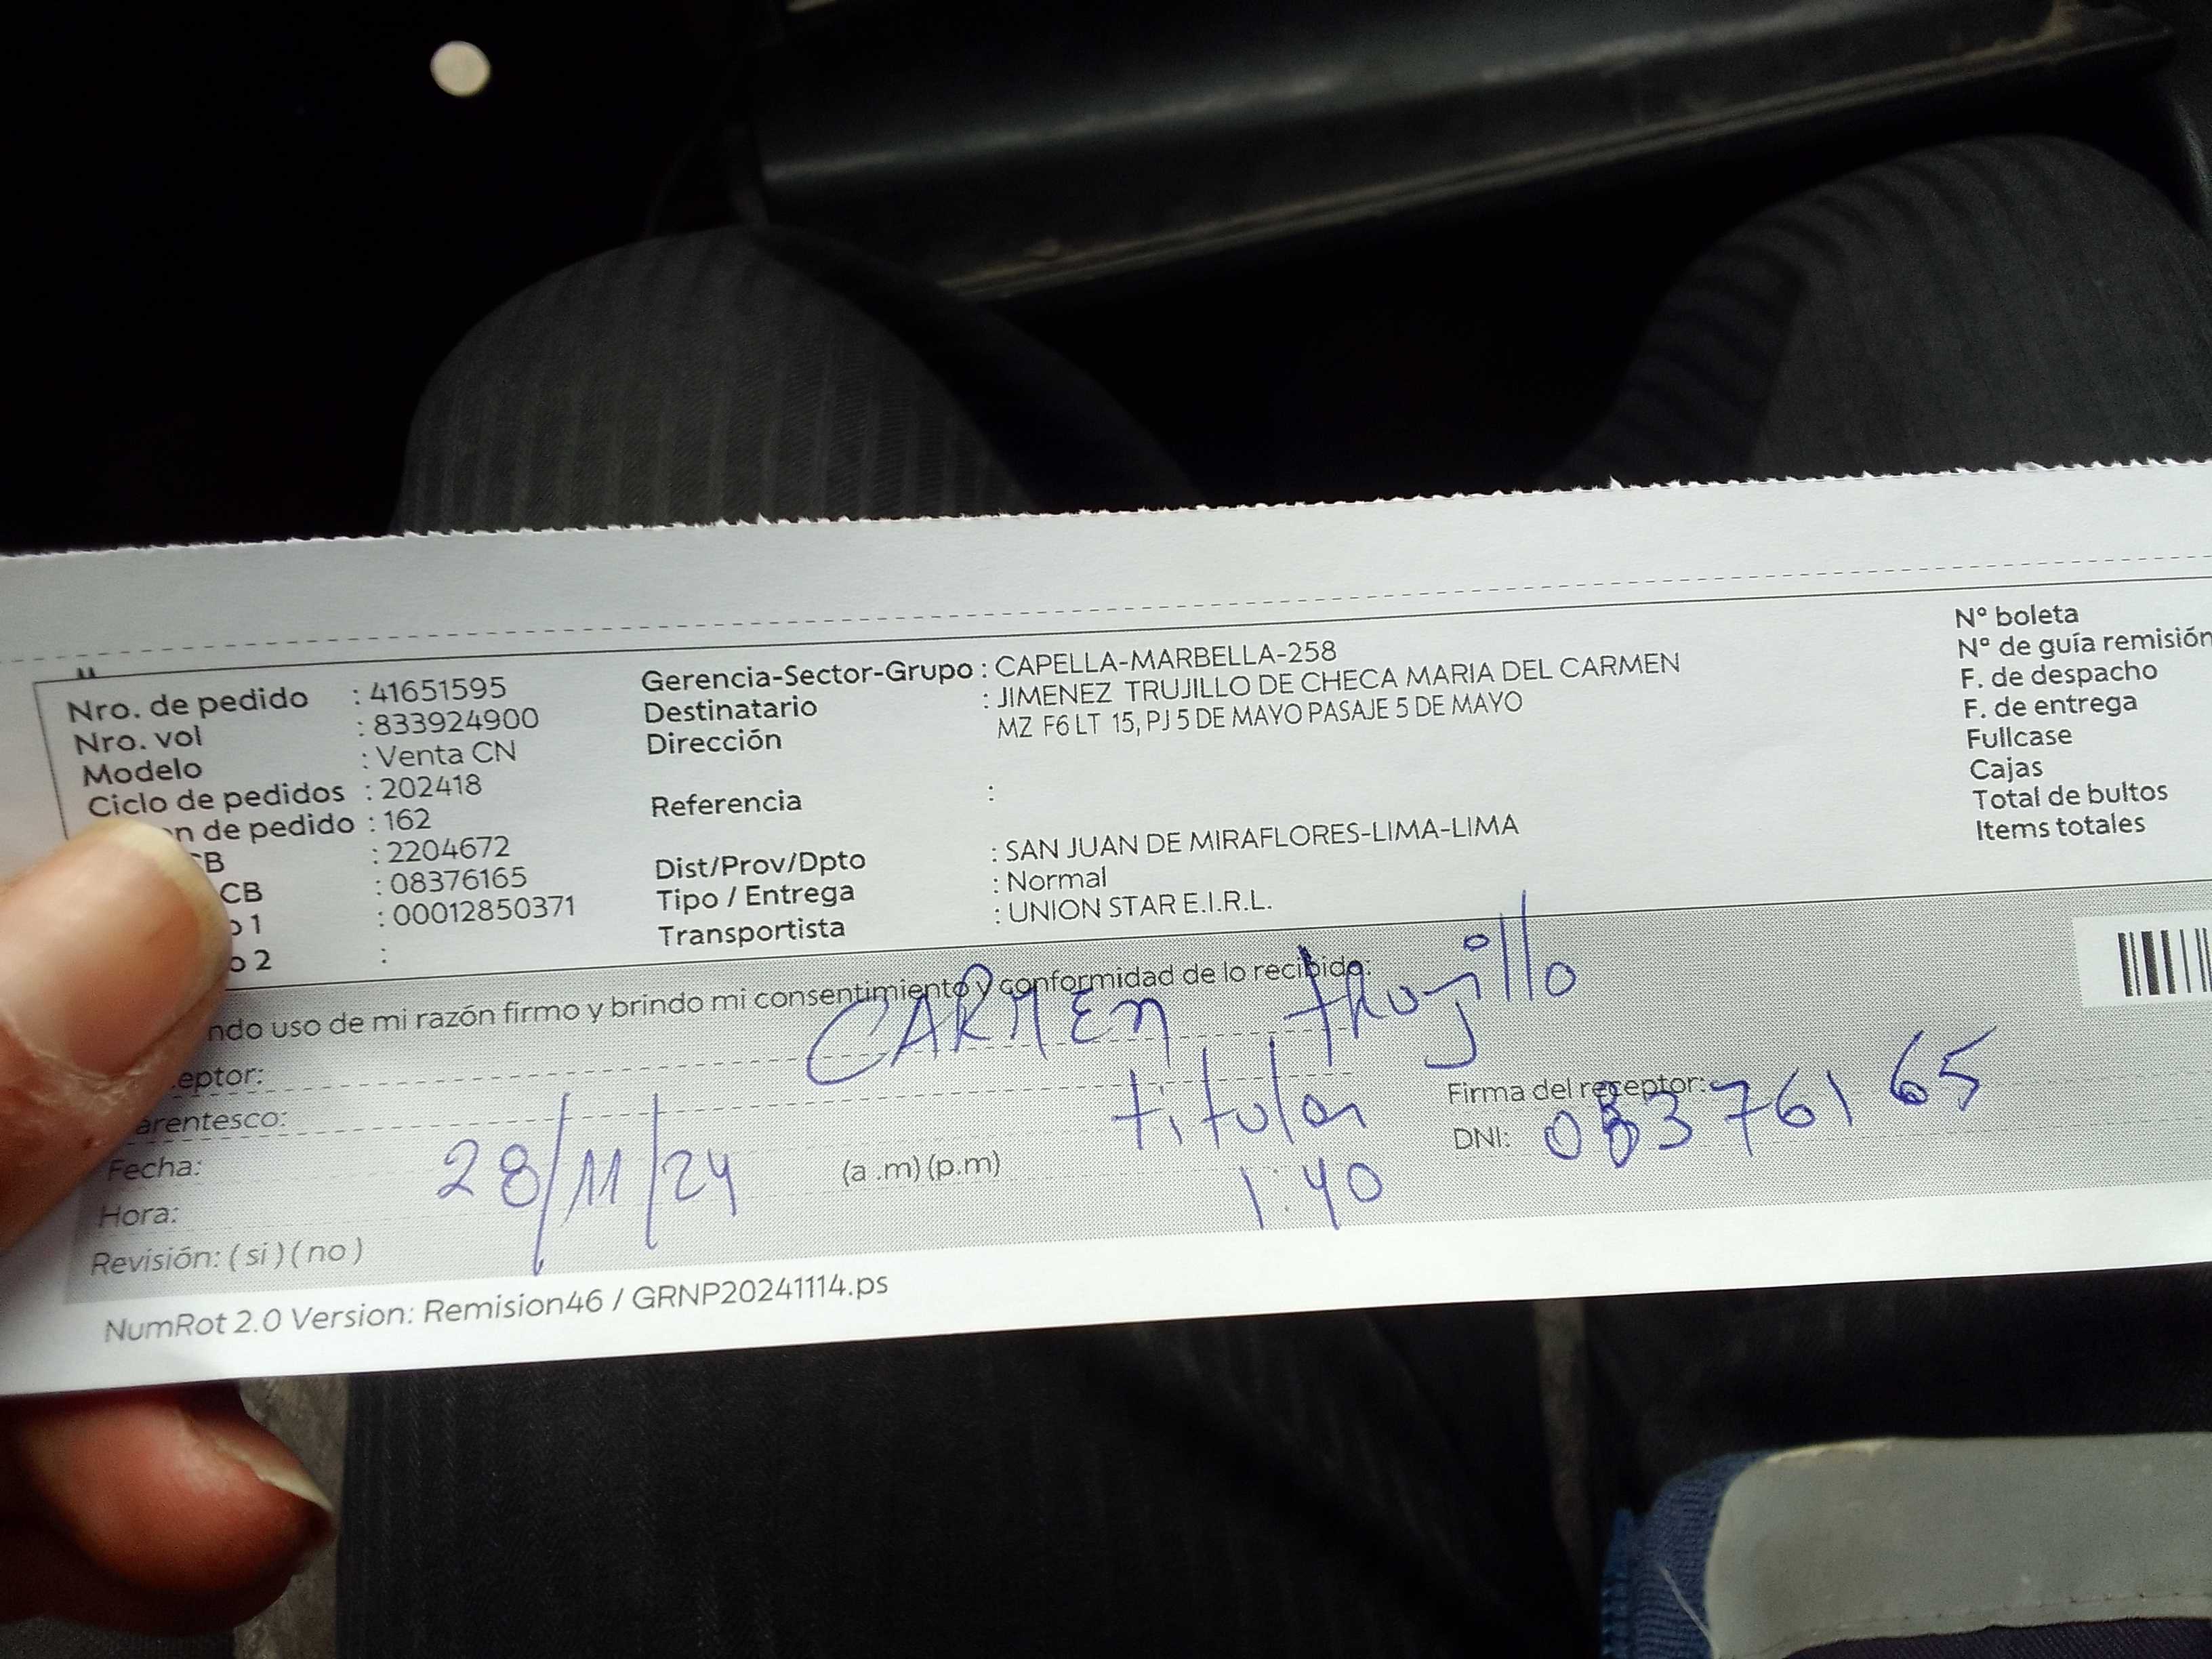 Nro. de pedido : 41651595
Nro. vol : 833924900
Modelo : Venta CN
Ciclo de pedidos : 202418
n de pedido : 162
CB : 2204672
CB : 08376165
o 1 : 00012850371
o 2 :
Gerencia-Sector-Grupo : CAPELLA-MARBELLA-258
Destinatario : JIMENEZ TRUJILLO DE CHECA MARIA DEL CARMEN
Dirección MZ F6 LT 15, PJ 5 DE MAYO PASAJE 5 DE MAYO
Referencia :
Dist/Prov/Dpto : SAN JUAN DE MIRAFLORES-LIMA-LIMA
Tipo / Entrega : Normal
Transportista : UNION STAR E.I.R.L.
Nº boleta
Nº de guía remisión
F. de despacho
F. de entrega
Fullcase
Cajas
Total de bultos
Items totales
ndo uso de mi razón firmo y brindo mi consentimiento y conformidad de lo recibido:
eptor: CARMEN trujillo
arentesco: titular
Firma del receptor:
Fecha: 28/11/24
(a .m) (p.m)
DNI: 08376165
Hora: 1:40
Revisión: ( si ) ( no )
NumRot 2.0 Version: Remision46 / GRNP20241114.ps